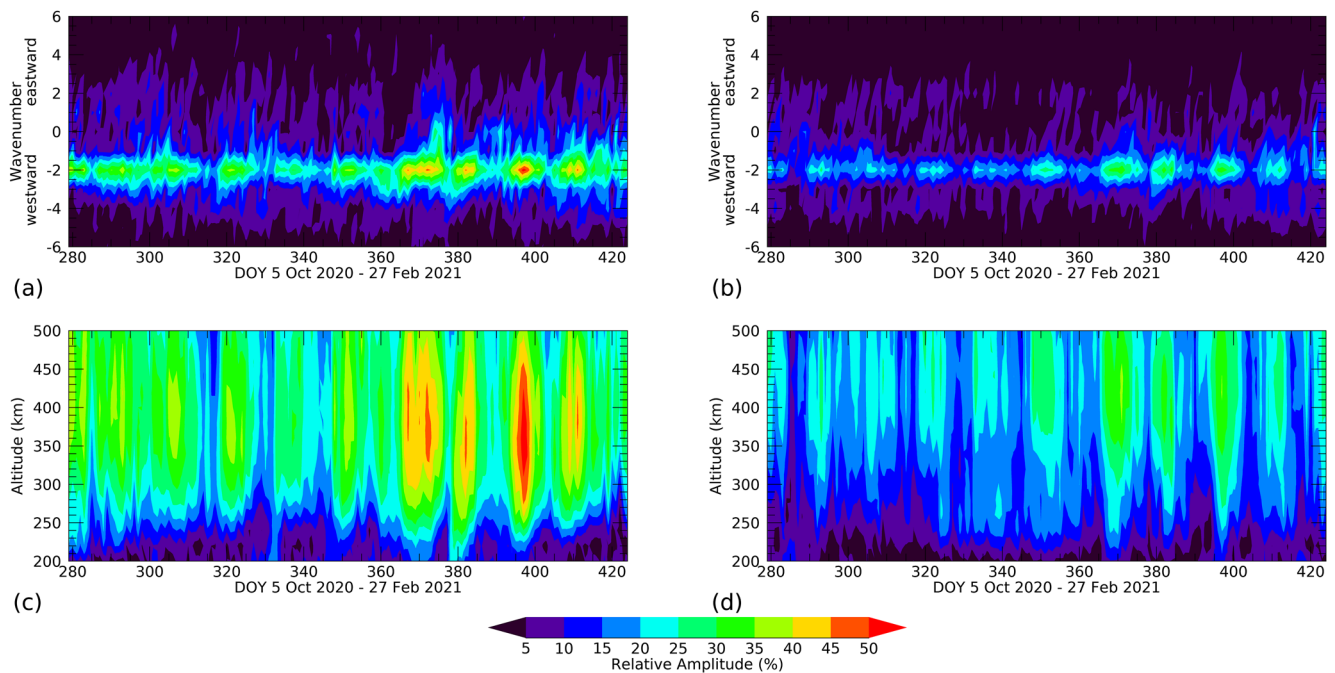 6
4
2
0
-2
-4
-6
Wavenumber
westward eastward
280 300 320 340 360 380 400 420
DOY 5 Oct 2020 - 27 Feb 2021
(a)
6
4
2
0
-2
-4
-6
Wavenumber
westward eastward
280 300 320 340 360 380 400 420
DOY 5 Oct 2020 - 27 Feb 2021
(b)
500
450
400
350
300
250
200
Altitude (km)
280 300 320 340 360 380 400 420
DOY 5 Oct 2020 - 27 Feb 2021
(c)
500
450
400
350
300
250
200
Altitude (km)
280 300 320 340 360 380 400 420
DOY 5 Oct 2020 - 27 Feb 2021
(d)
5 10 15 20 25 30 35 40 45 50
Relative Amplitude (%)